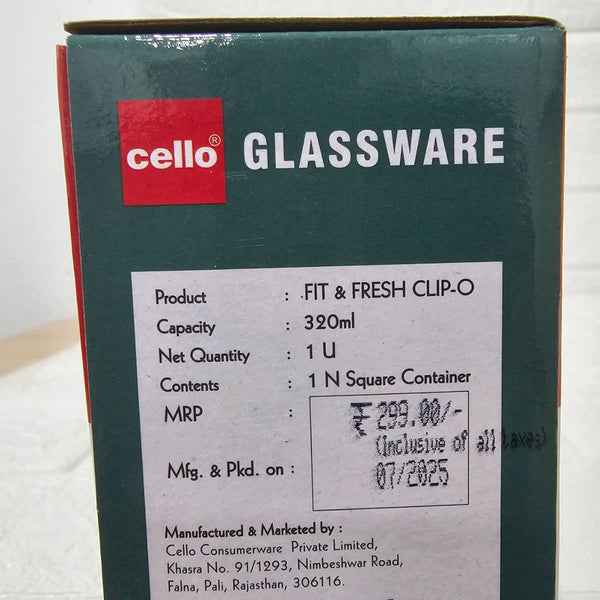 cello®
GLASSWARE
Product : FIT & FRESH CLIP-O
Capacity : 320ml
Net Quantity : 1 U
Contents : 1 N Square Container
MRP : ₹ 299.00/-
(Inclusive of all taxes)
Mfg. & Pkd. on : 07/2025
Manufactured & Marketed by :
Cello Consumerware Private Limited,
Khasra No. 91/1293, Nimbeshwar Road,
Falna, Pali, Rajasthan, 306116.